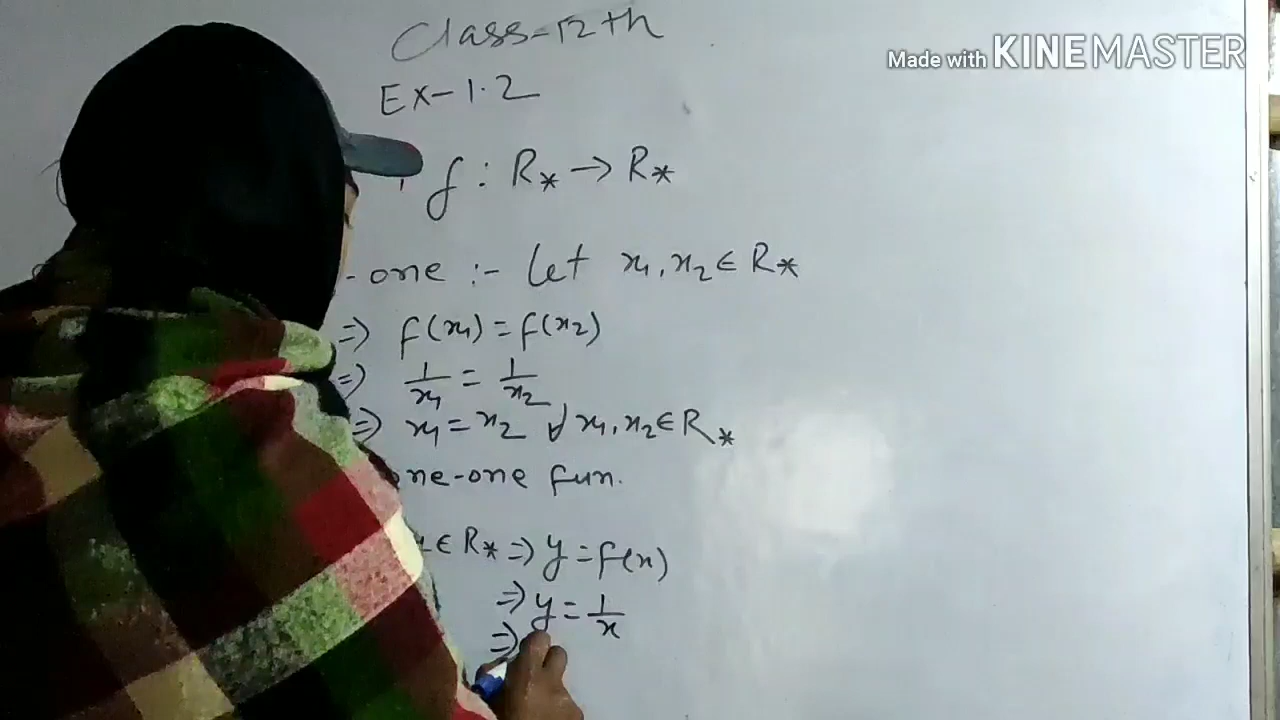 Made with KINEMASTER
Class-12th
Ex-1.2
f : R* → R*
-one :- Let x₁, x₂ ∈ R*
⇒ f(x₁) = f(x₂)
⇒ 1/x₁ = 1/x₂
⇒ x₁ = x₂ ∀ x₁, x₂ ∈ R*
one-one fun.
∈ R* ⇒ y = f(x)
⇒ y = 1/x
⇒